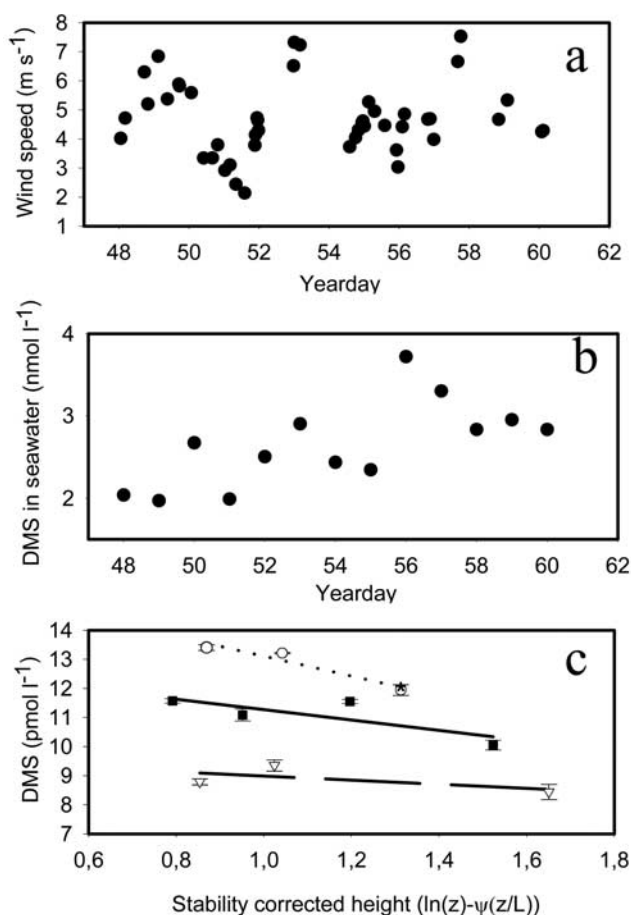 8
7
6
5
4
3
2
1
Wind speed (m s⁻¹)
a
48 50 52 54 56 58 60 62
Yearday
4
3
2
DMS in seawater (nmol l⁻¹)
b
48 50 52 54 56 58 60 62
Yearday
14
13
12
11
10
9
8
7
DMS (pmol l⁻¹)
c
0,6 0,8 1,0 1,2 1,4 1,6 1,8
Stability corrected height (ln(z)-ψ(z/L))